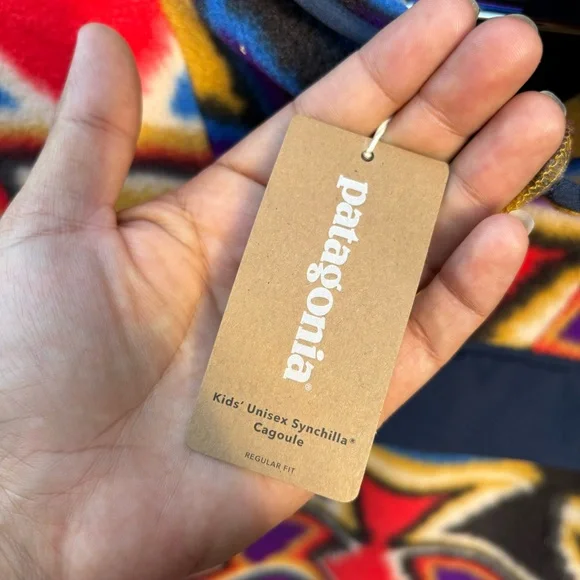 patagonia®
Kids' Unisex Synchilla®
Cagoule
REGULAR FIT